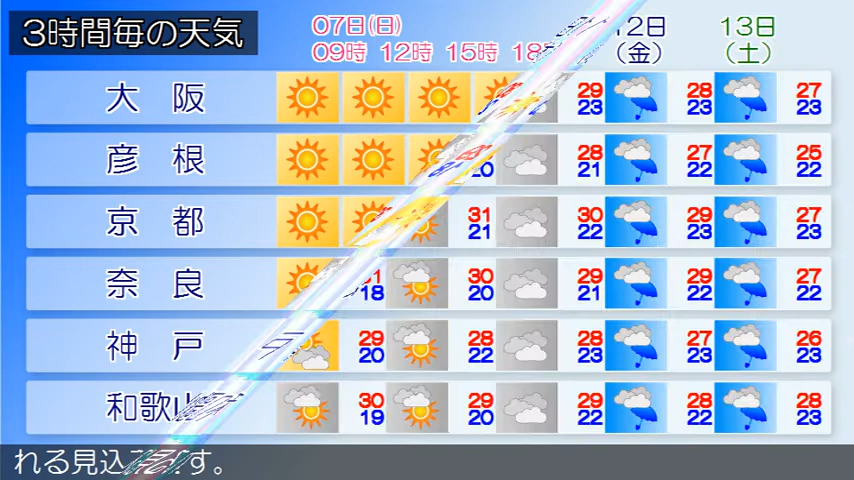 3時間毎の天気
07日(日) 12日 13日
09時 12時 15時 18 (金) (土)
大阪 29 23 28 23 27 23
彦根 20 28 21 27 22 25 22
京都 31 21 30 22 29 23 27 23
奈良 31 18 30 20 29 21 29 22 27 22
神戸 29 20 28 22 28 23 27 23 26 23
和歌山 30 19 29 20 29 22 28 22 28 23
れる見込みです。